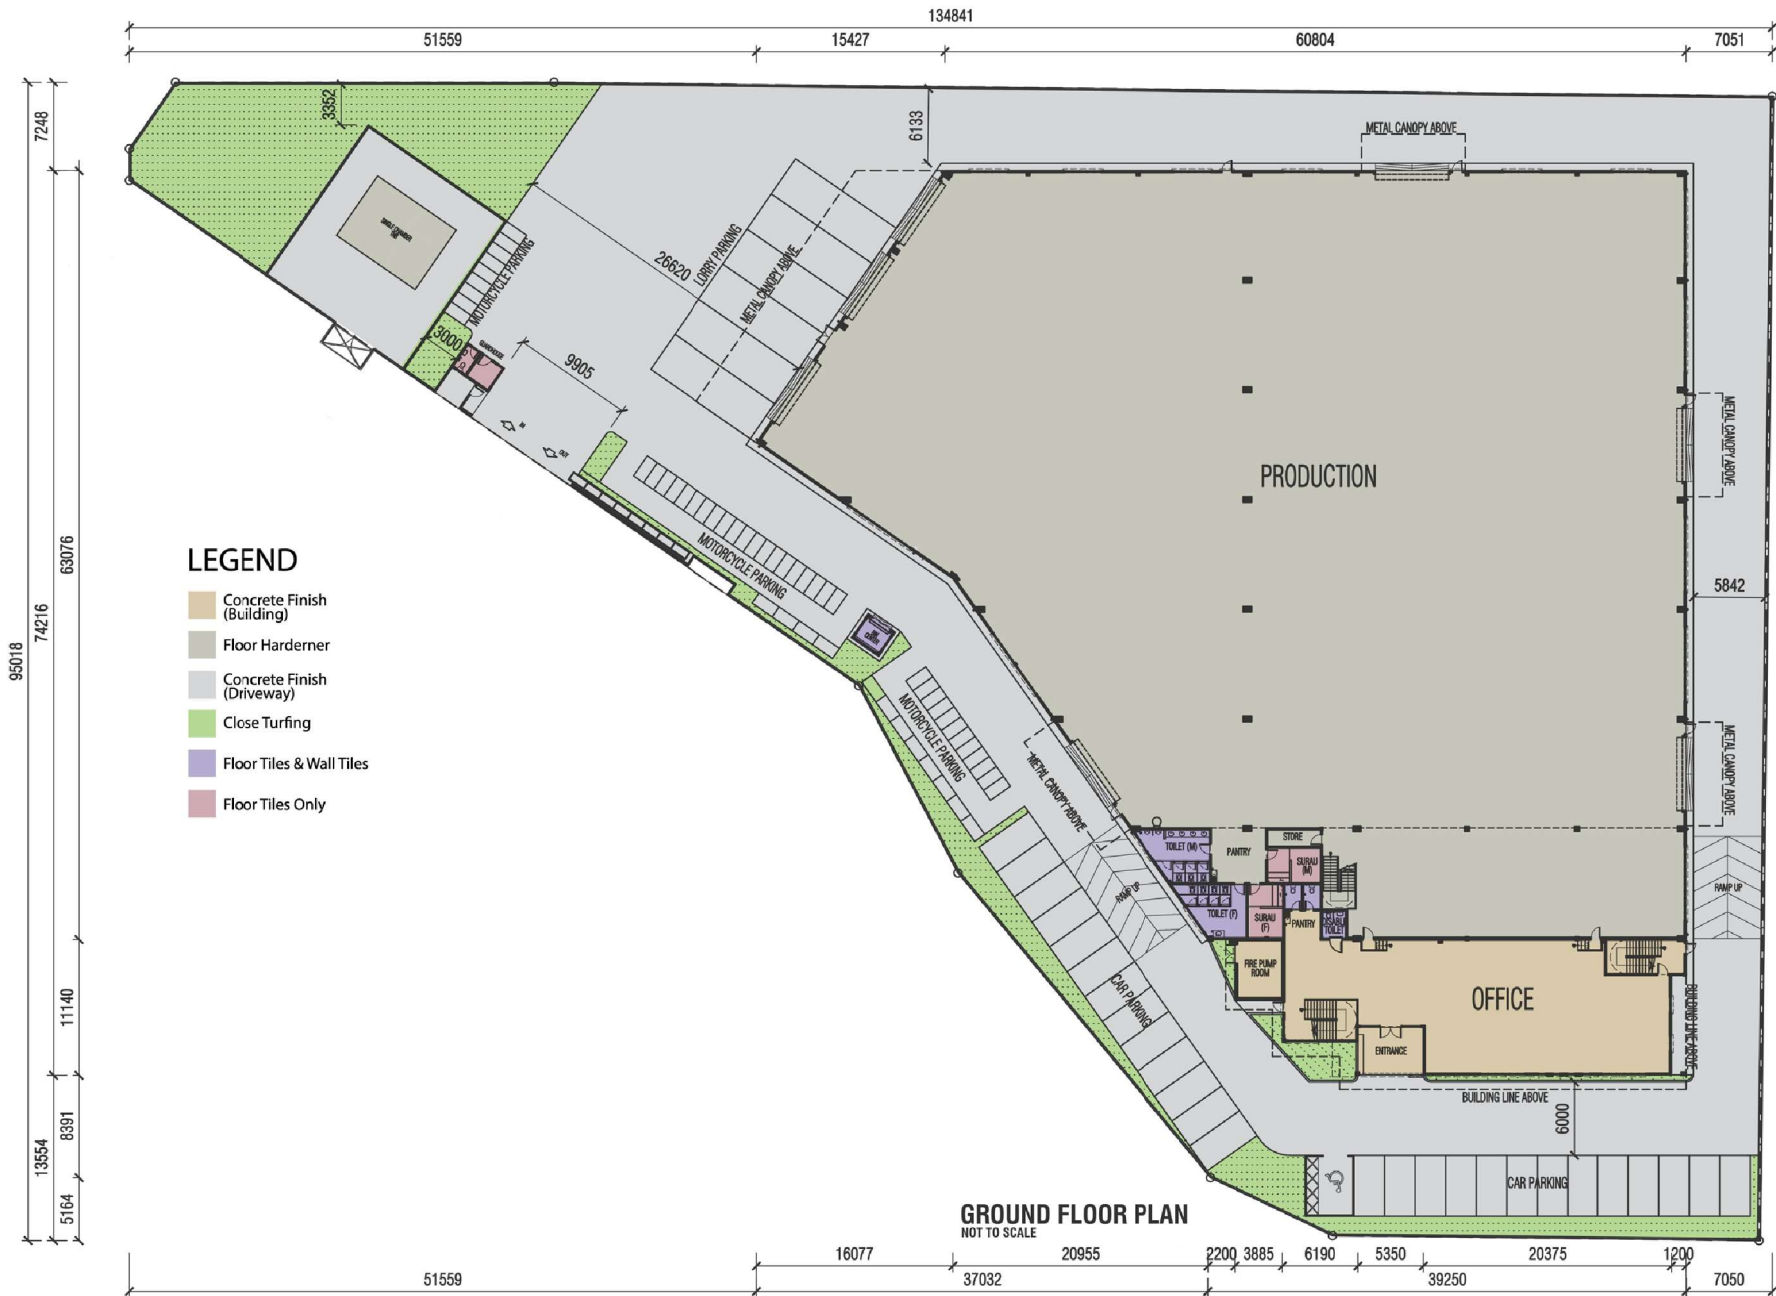 134841
51559
15427
60804
7051
3352
6133
7248
METAL CANOPY ABOVE
LORRY PARKING
METAL CANOPY ABOVE
26620
MOTORCYCLE PARKING
3000
GUARDHOUSE
9905
IN
OUT
METAL CANOPY ABOVE
PRODUCTION
LEGEND
Concrete Finish
(Building)
Floor Harderner
Concrete Finish
(Driveway)
Close Turfing
Floor Tiles & Wall Tiles
Floor Tiles Only
95018
74216
63076
MOTORCYCLE PARKING
5842
MOTORCYCLE PARKING
METAL CANOPY ABOVE
METAL CANOPY ABOVE
STORE
TOILET (M)
PANTRY
SURAU
(M)
RAMP UP
RAMP UP
TOILET (F)
SURAU
(F)
PANTRY
TOILET
FIRE PUMP
ROOM
OFFICE
CAR PARKING
11140
ENTRANCE
BUILDING LINE ABOVE
BUILDING LINE ABOVE
6000
8391
13554
5164
CAR PARKING
GROUND FLOOR PLAN
NOT TO SCALE
16077
20955
2200
3885
6190
5350
20375
1200
51559
37032
39250
7050